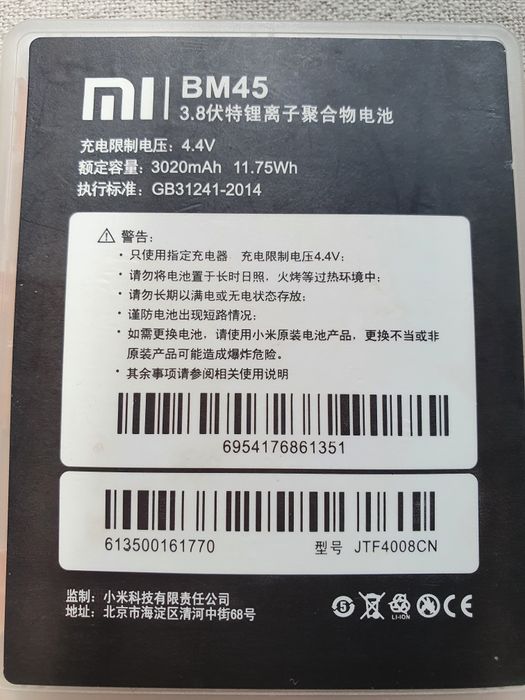 MI BM45
3.8伏特锂离子聚合物电池
充电限制电压: 4.4V
额定容量: 3020mAh 11.75Wh
执行标准: GB31241-2014
警告:
· 只使用指定充电器 充电限制电压4.4V;
· 请勿将电池置于长时日照, 火烤等过热环境中;
· 请勿长期以满电或无电状态存放;
· 谨防电池出现短路情况;
· 如需更换电池, 请使用小米原装电池产品, 更换不当或非
原装产品可能造成爆炸危险。
· 其余事项请参阅相关使用说明
6954176861351
613500161770 型号 JTF4008CN
监制: 小米科技有限责任公司
地址: 北京市海淀区清河中街68号
5 LI-ION CE